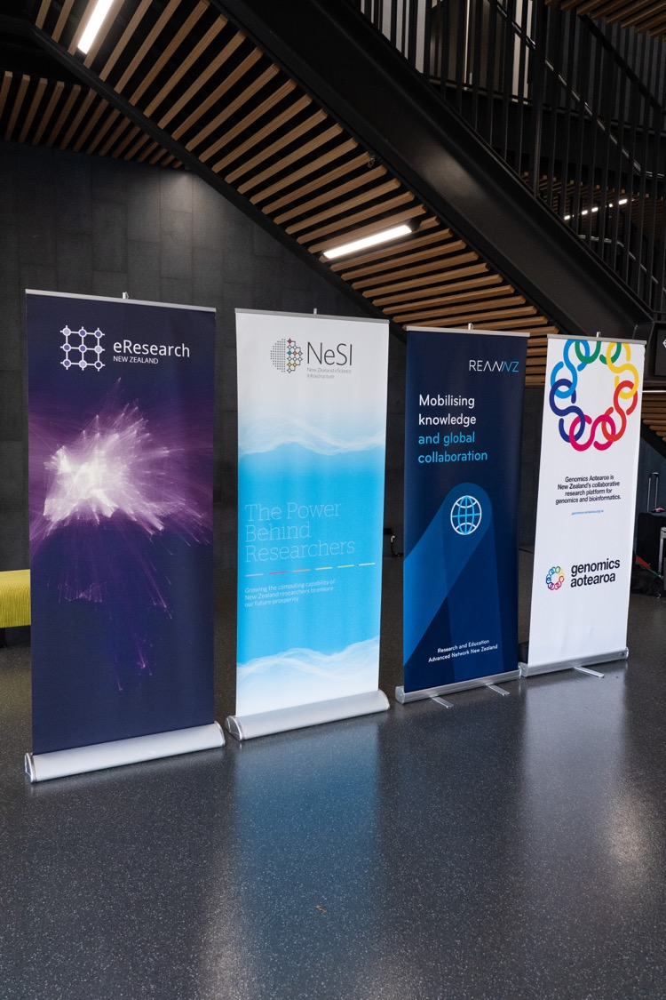 eResearch
NEW ZEALAND
NeSI
New Zealand eScience
Infrastructure
The Power
Behind
Researchers
Growing the computing capability of
New Zealand researchers to ensure
our future prosperity
REANNZ
Mobilising
knowledge
and global
collaboration
Research and Education
Advanced Network New Zealand
Genomics Aotearoa is
New Zealand's collaborative
research platform for
genomics and bioinformatics.
genomics
aotearoa